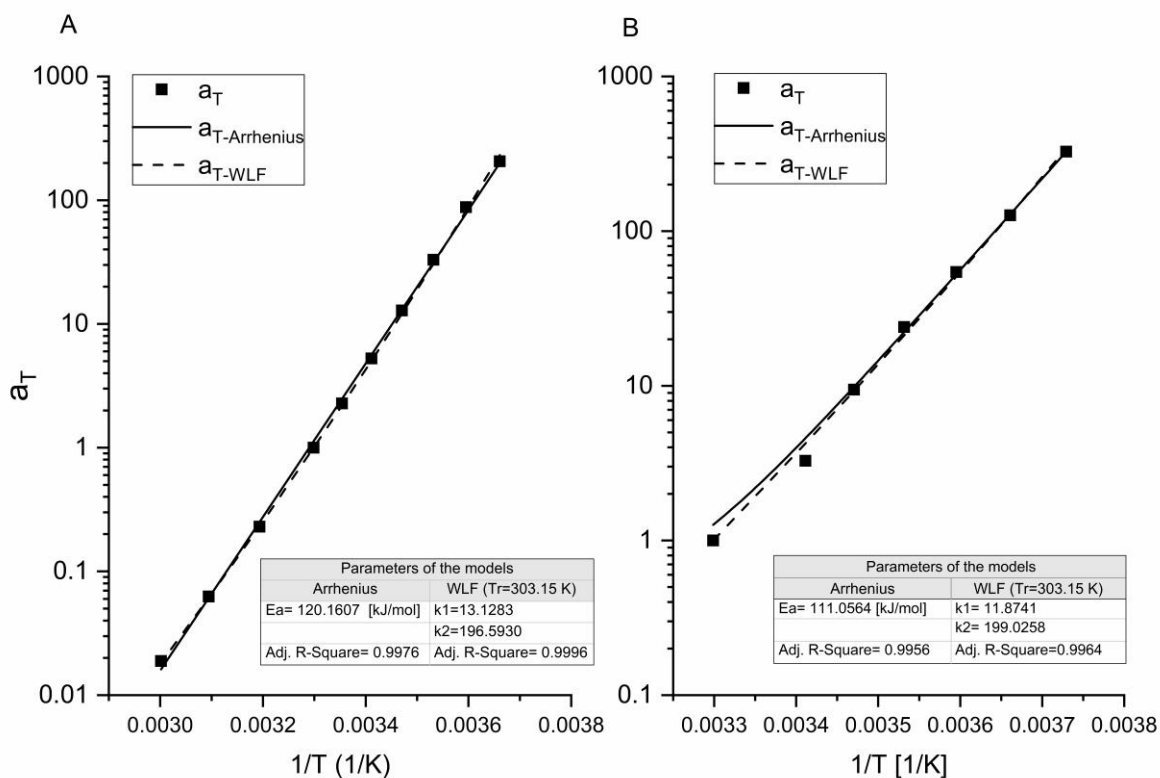 A
1000
100
10
1
0.1
0.01
a_T
a_T
a_T-Arrhenius
a_T-WLF
Parameters of the models
Arrhenius WLF (Tr=303.15 K)
Ea= 120.1607 [kJ/mol] k1=13.1283
k2=196.5930
Adj. R-Square= 0.9976 Adj. R-Square= 0.9996
0.0030 0.0032 0.0034 0.0036 0.0038
1/T (1/K)
B
1000
100
10
1
0.1
a_T
a_T-Arrhenius
a_T-WLF
Parameters of the models
Arrhenius WLF (Tr=303.15 K)
Ea= 111.0564 [kJ/mol] k1= 11.8741
k2= 199.0258
Adj. R-Square= 0.9956 Adj. R-Square=0.9964
0.0033 0.0034 0.0035 0.0036 0.0037 0.0038
1/T [1/K]